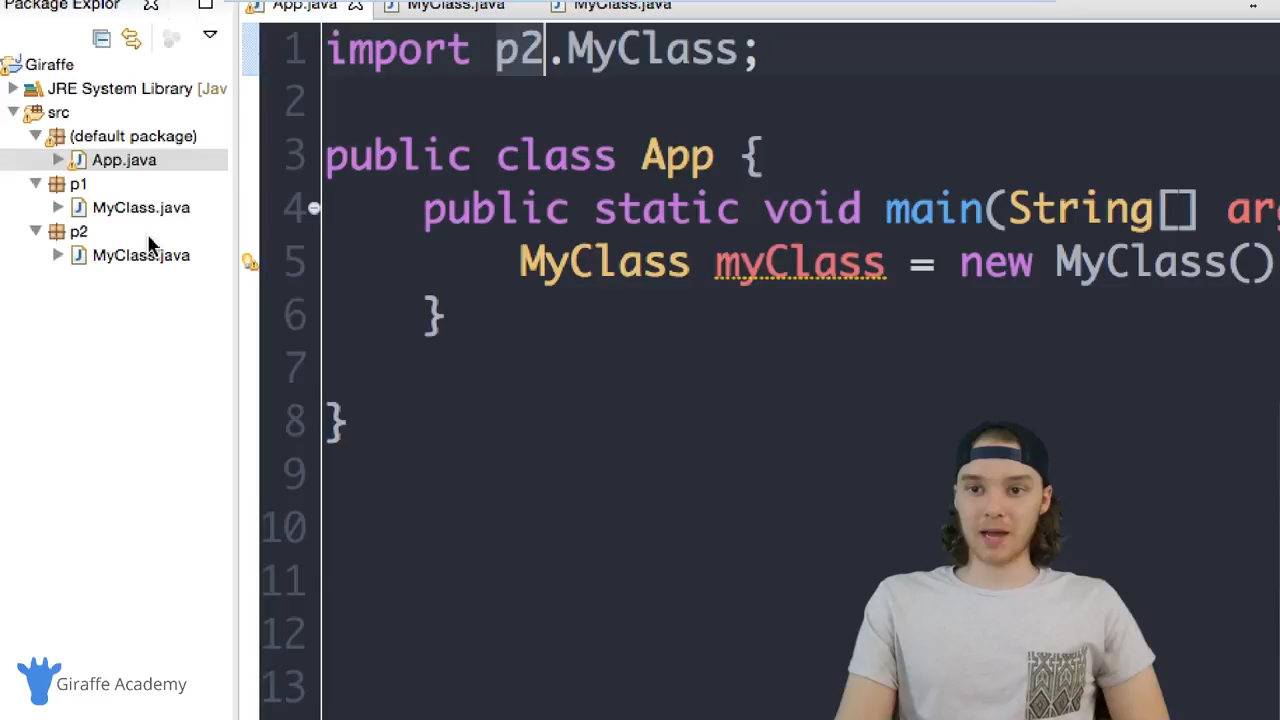 Package Explor
App.java
MyClass.java
MyClass.java
Giraffe
JRE System Library [Jav
src
(default package)
App.java
p1
MyClass.java
p2
MyClass.java
1 import p2.MyClass;
2
3 public class App {
4 public static void main(String[] arg
5 MyClass myClass = new MyClass()
6 }
7
8 }
9
10
11
12
13
Giraffe Academy